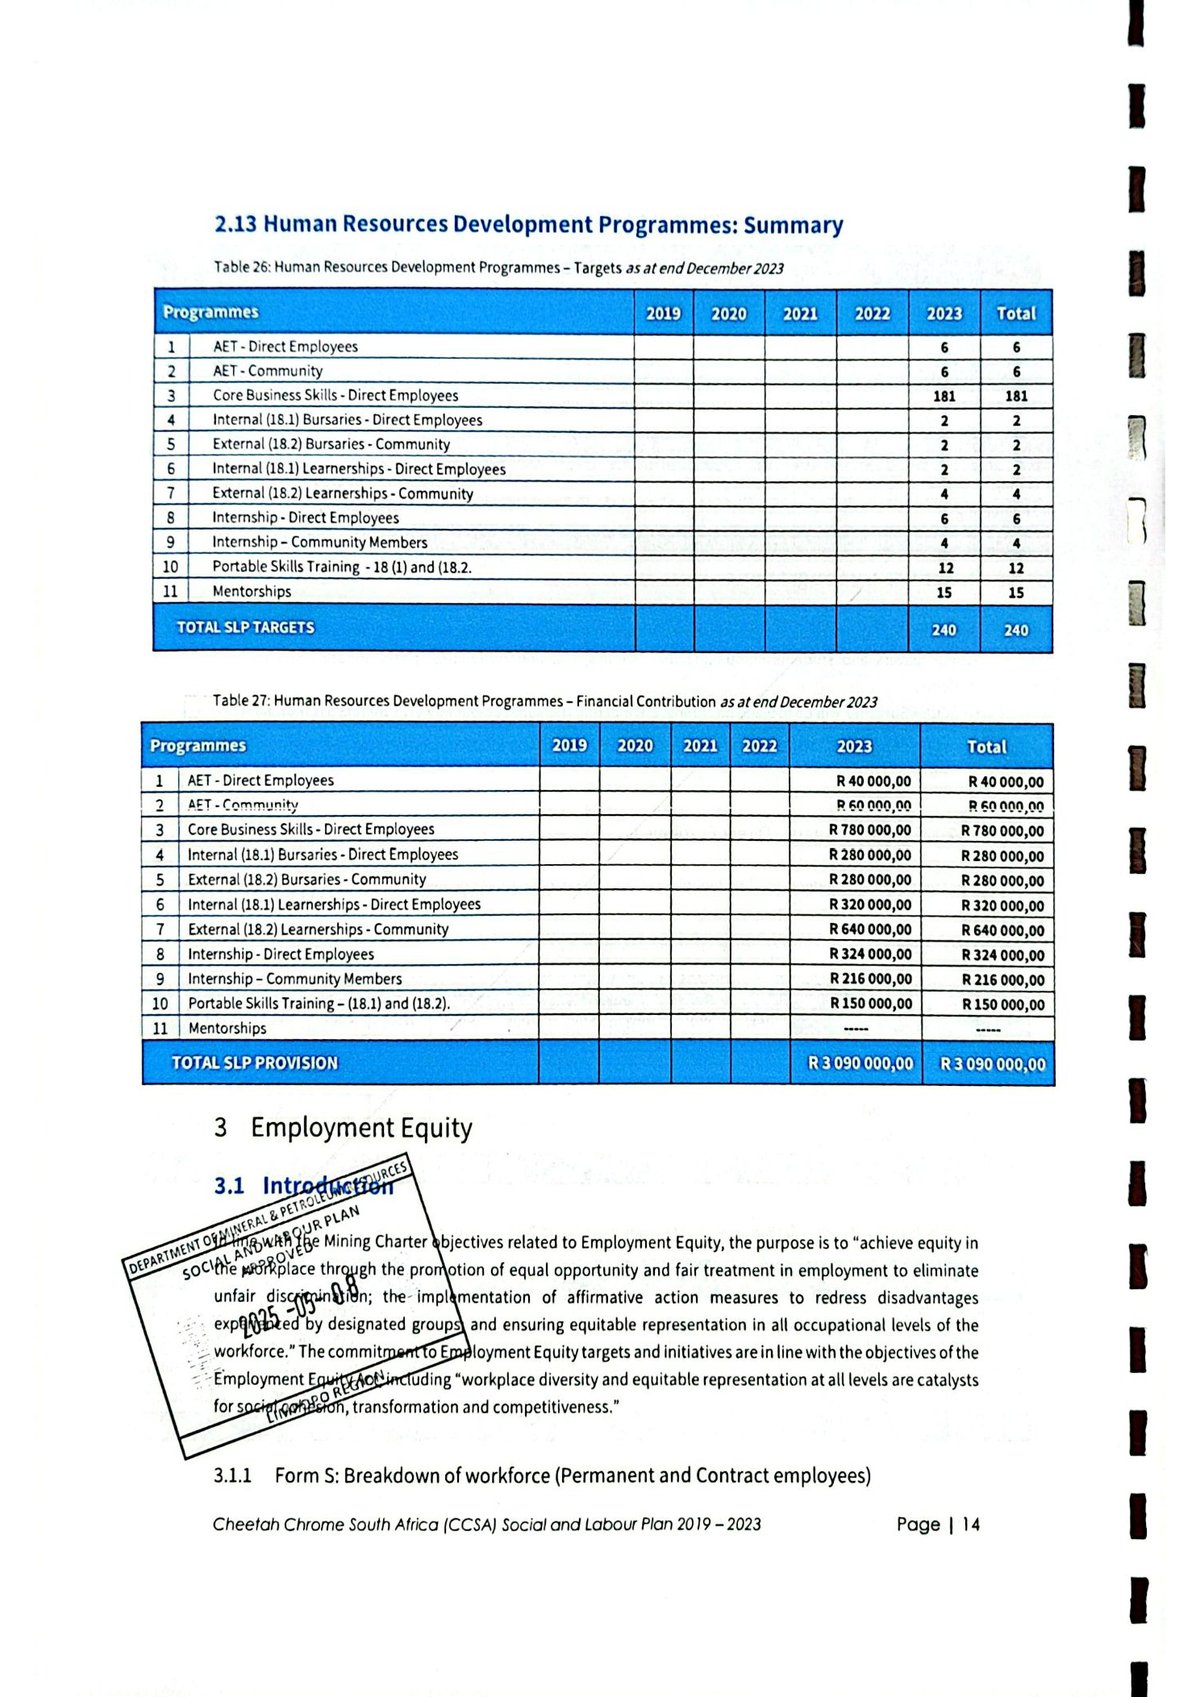 2.13 Human Resources Development Programmes: Summary
Table 26: Human Resources Development Programmes – Targets as at end December 2023
Programmes 2019 2020 2021 2022 2023 Total
1 AET - Direct Employees 6 6
2 AET - Community 6 6
3 Core Business Skills - Direct Employees 181 181
4 Internal (18.1) Bursaries - Direct Employees 2 2
5 External (18.2) Bursaries - Community 2 2
6 Internal (18.1) Learnerships - Direct Employees 2 2
7 External (18.2) Learnerships - Community 4 4
8 Internship - Direct Employees 6 6
9 Internship – Community Members 4 4
10 Portable Skills Training - 18 (1) and (18.2. 12 12
11 Mentorships 15 15
TOTAL SLP TARGETS 240 240
Table 27: Human Resources Development Programmes – Financial Contribution as at end December 2023
Programmes 2019 2020 2021 2022 2023 Total
1 AET - Direct Employees R 40 000,00 R 40 000,00
2 AET - Community R 60 000,00 R 60 000,00
3 Core Business Skills - Direct Employees R 780 000,00 R 780 000,00
4 Internal (18.1) Bursaries - Direct Employees R 280 000,00 R 280 000,00
5 External (18.2) Bursaries - Community R 280 000,00 R 280 000,00
6 Internal (18.1) Learnerships - Direct Employees R 320 000,00 R 320 000,00
7 External (18.2) Learnerships - Community R 640 000,00 R 640 000,00
8 Internship - Direct Employees R 324 000,00 R 324 000,00
9 Internship – Community Members R 216 000,00 R 216 000,00
10 Portable Skills Training – (18.1) and (18.2). R 150 000,00 R 150 000,00
11 Mentorships ----- -----
TOTAL SLP PROVISION R 3 090 000,00 R 3 090 000,00
3 Employment Equity
3.1 Introduction
DEPARTMENT OF MINERAL & PETROLEUM RESOURCES
SOCIAL AND LABOUR PLAN
APPROVED
2025 -05- 08
LIMPOPO REGION
the Mining Charter objectives related to Employment Equity, the purpose is to “achieve equity in
the workplace through the promotion of equal opportunity and fair treatment in employment to eliminate
unfair discrimination; the implementation of affirmative action measures to redress disadvantages
experienced by designated groups and ensuring equitable representation in all occupational levels of the
workforce.” The commitment to Employment Equity targets and initiatives are in line with the objectives of the
Employment Equity Act including “workplace diversity and equitable representation at all levels are catalysts
for social cohesion, transformation and competitiveness.”
3.1.1 Form S: Breakdown of workforce (Permanent and Contract employees)
Cheetah Chrome South Africa (CCSA) Social and Labour Plan 2019 – 2023 Page | 14